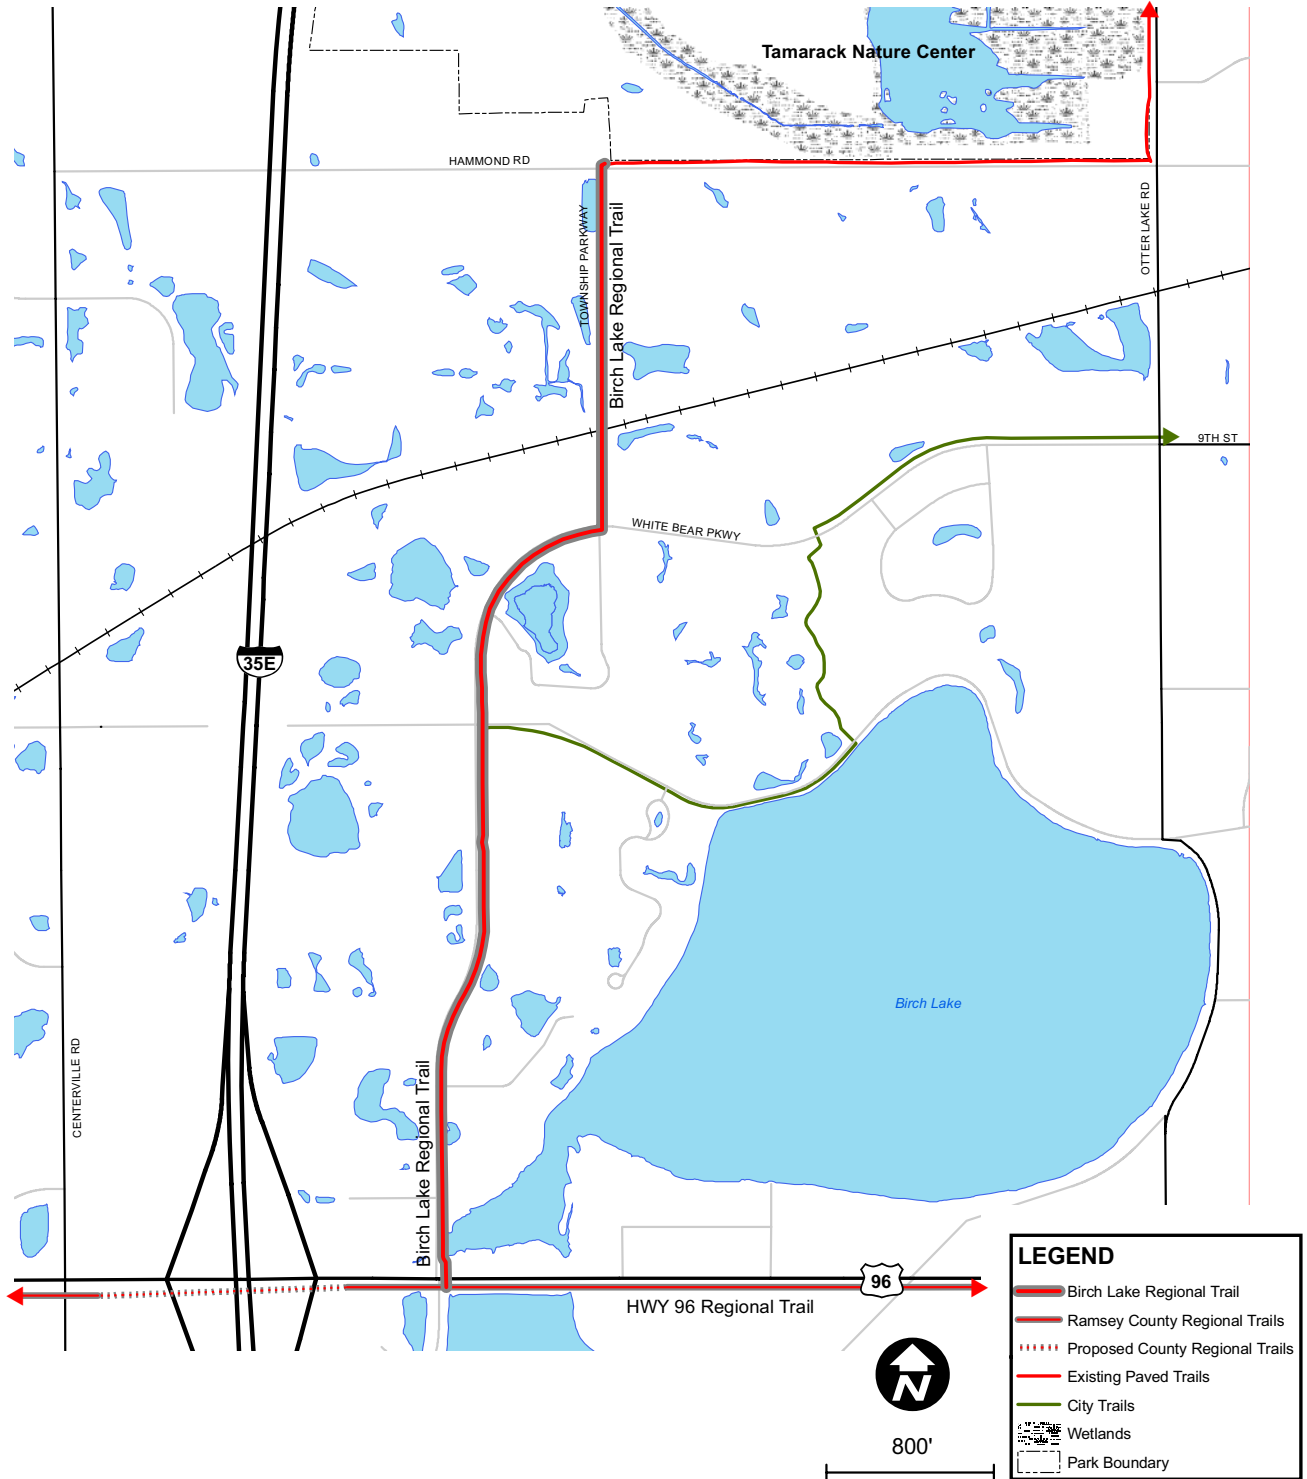 Tamarack Nature Center
HAMMOND RD
TOWNSHIP PARKWAY
Birch Lake Regional Trail
OTTER LAKE RD
9TH ST
WHITE BEAR PKWY
35E
Birch Lake
CENTERVILLE RD
Birch Lake Regional Trail
96
HWY 96 Regional Trail
N
800'
LEGEND
Birch Lake Regional Trail
Ramsey County Regional Trails
Proposed County Regional Trails
Existing Paved Trails
City Trails
Wetlands
Park Boundary